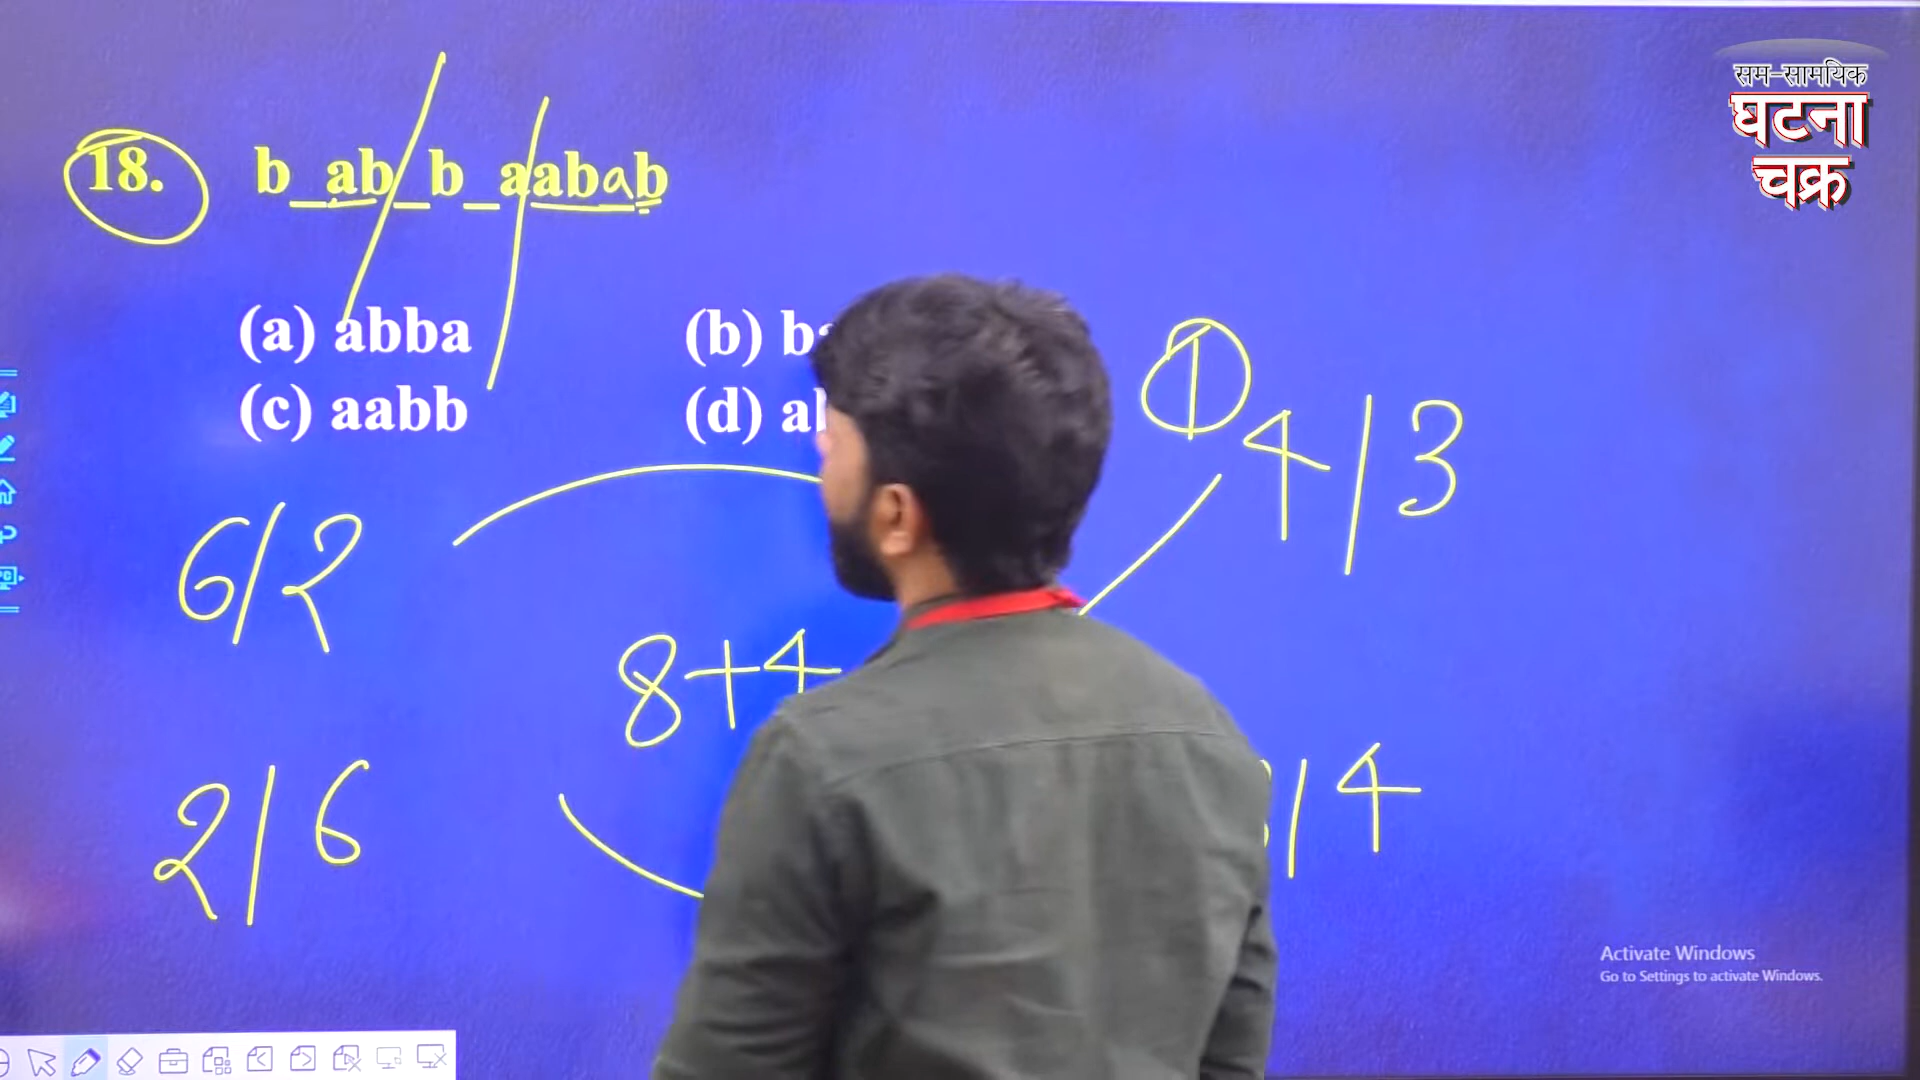 सम-सामयिक
घटना
चक्र
18. b_ab_b_aabab
(a) abba (b)
(c) aabb (d)
1
4/3
6/2
8+4
2/6
/4
Activate Windows
Go to Settings to activate Windows.